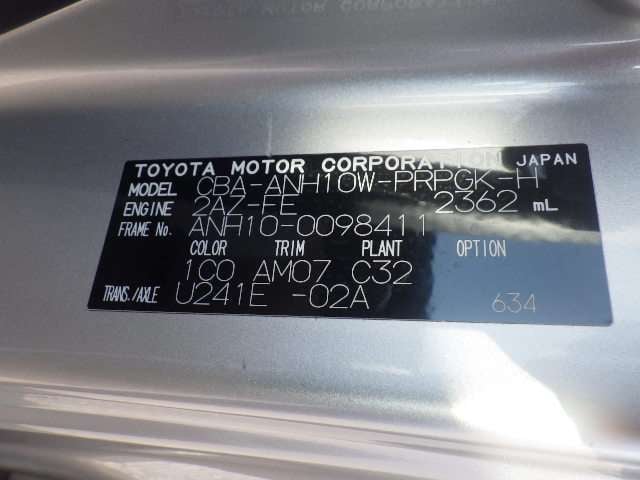 TOYOTA MOTOR CORPORATION JAPAN
MODEL CBA-ANH10W-PRPGK-H
ENGINE 2AZ-FE 2362 mL
FRAME No. ANH10-0098411
COLOR TRIM PLANT OPTION
1C0 AM07 C32
TRANS./AXLE U241E -02A 634